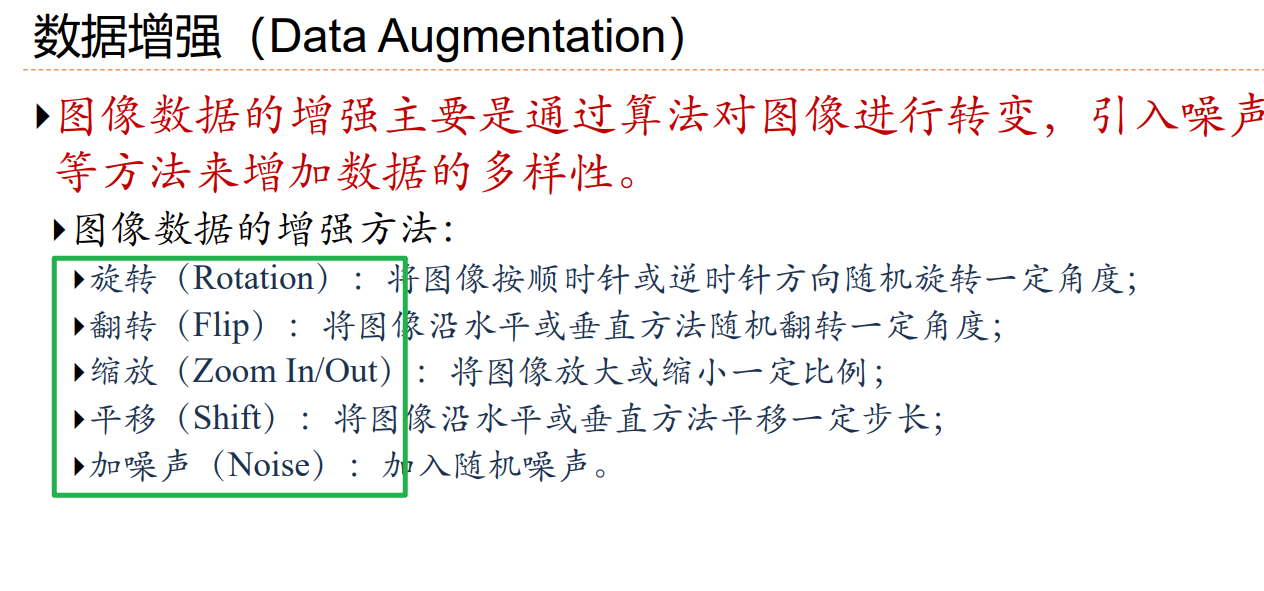 数据增强（Data Augmentation）
图像数据的增强主要是通过算法对图像进行转变，引入噪声
等方法来增加数据的多样性。
图像数据的增强方法：
旋转（Rotation）：将图像按顺时针或逆时针方向随机旋转一定角度；
翻转（Flip）：将图像沿水平或垂直方法随机翻转一定角度；
缩放（Zoom In/Out）：将图像放大或缩小一定比例；
平移（Shift）：将图像沿水平或垂直方法平移一定步长；
加噪声（Noise）：加入随机噪声。